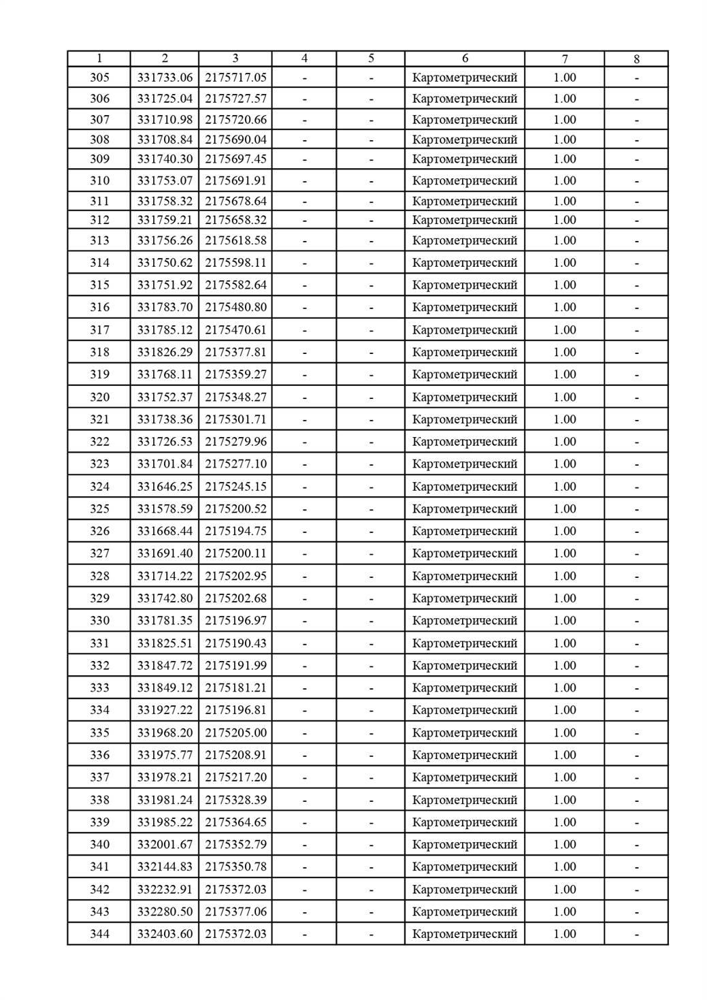 1 2 3 4 5 6 7 8
305 331733.06 2175717.05 - - Картометрический 1.00 -
306 331725.04 2175727.57 - - Картометрический 1.00 -
307 331710.98 2175720.66 - - Картометрический 1.00 -
308 331708.84 2175690.04 - - Картометрический 1.00 -
309 331740.30 2175697.45 - - Картометрический 1.00 -
310 331753.07 2175691.91 - - Картометрический 1.00 -
311 331758.32 2175678.64 - - Картометрический 1.00 -
312 331759.21 2175658.32 - - Картометрический 1.00 -
313 331756.26 2175618.58 - - Картометрический 1.00 -
314 331750.62 2175598.11 - - Картометрический 1.00 -
315 331751.92 2175582.64 - - Картометрический 1.00 -
316 331783.70 2175480.80 - - Картометрический 1.00 -
317 331785.12 2175470.61 - - Картометрический 1.00 -
318 331826.29 2175377.81 - - Картометрический 1.00 -
319 331768.11 2175359.27 - - Картометрический 1.00 -
320 331752.37 2175348.27 - - Картометрический 1.00 -
321 331738.36 2175301.71 - - Картометрический 1.00 -
322 331726.53 2175279.96 - - Картометрический 1.00 -
323 331701.84 2175277.10 - - Картометрический 1.00 -
324 331646.25 2175245.15 - - Картометрический 1.00 -
325 331578.59 2175200.52 - - Картометрический 1.00 -
326 331668.44 2175194.75 - - Картометрический 1.00 -
327 331691.40 2175200.11 - - Картометрический 1.00 -
328 331714.22 2175202.95 - - Картометрический 1.00 -
329 331742.80 2175202.68 - - Картометрический 1.00 -
330 331781.35 2175196.97 - - Картометрический 1.00 -
331 331825.51 2175190.43 - - Картометрический 1.00 -
332 331847.72 2175191.99 - - Картометрический 1.00 -
333 331849.12 2175181.21 - - Картометрический 1.00 -
334 331927.22 2175196.81 - - Картометрический 1.00 -
335 331968.20 2175205.00 - - Картометрический 1.00 -
336 331975.77 2175208.91 - - Картометрический 1.00 -
337 331978.21 2175217.20 - - Картометрический 1.00 -
338 331981.24 2175328.39 - - Картометрический 1.00 -
339 331985.22 2175364.65 - - Картометрический 1.00 -
340 332001.67 2175352.79 - - Картометрический 1.00 -
341 332144.83 2175350.78 - - Картометрический 1.00 -
342 332232.91 2175372.03 - - Картометрический 1.00 -
343 332280.50 2175377.06 - - Картометрический 1.00 -
344 332403.60 2175372.03 - - Картометрический 1.00 -